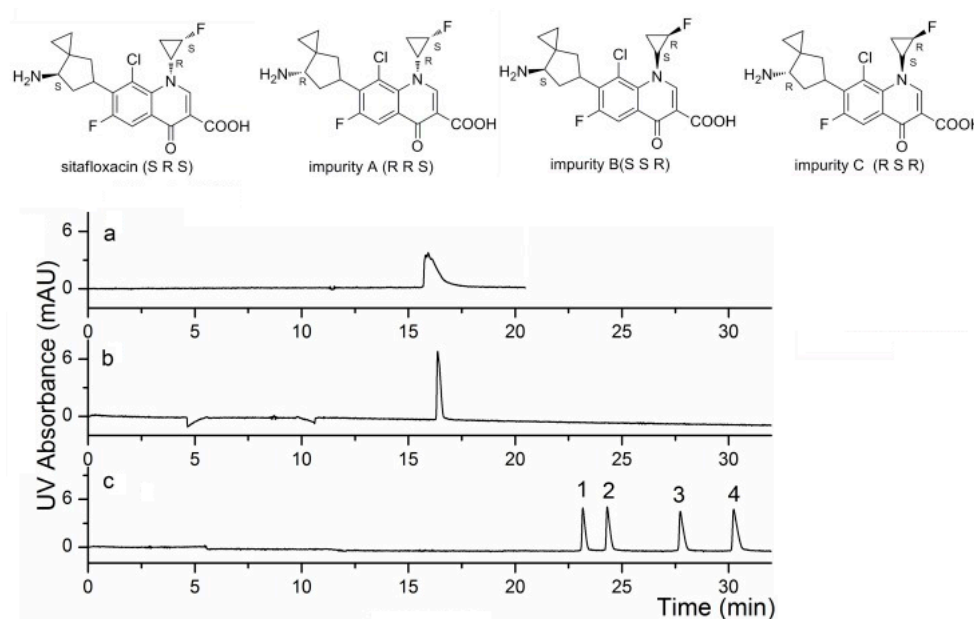 F
S
R
Cl
N
H2N
S
F
O
COOH
sitafloxacin (S R S)
F
S
R
Cl
N
H2N
R
F
O
COOH
impurity A (R R S)
F
R
S
Cl
N
H2N
S
F
O
COOH
impurity B(S S R)
F
R
S
Cl
N
H2N
R
F
O
COOH
impurity C (R S R)
UV Absorbance (mAU)
a
6
0
0 5 10 15 20 25 30
b
6
0
0 5 10 15 20 25 30
c
1 2 3 4
6
0
0 5 10 15 20 25 30
Time (min)